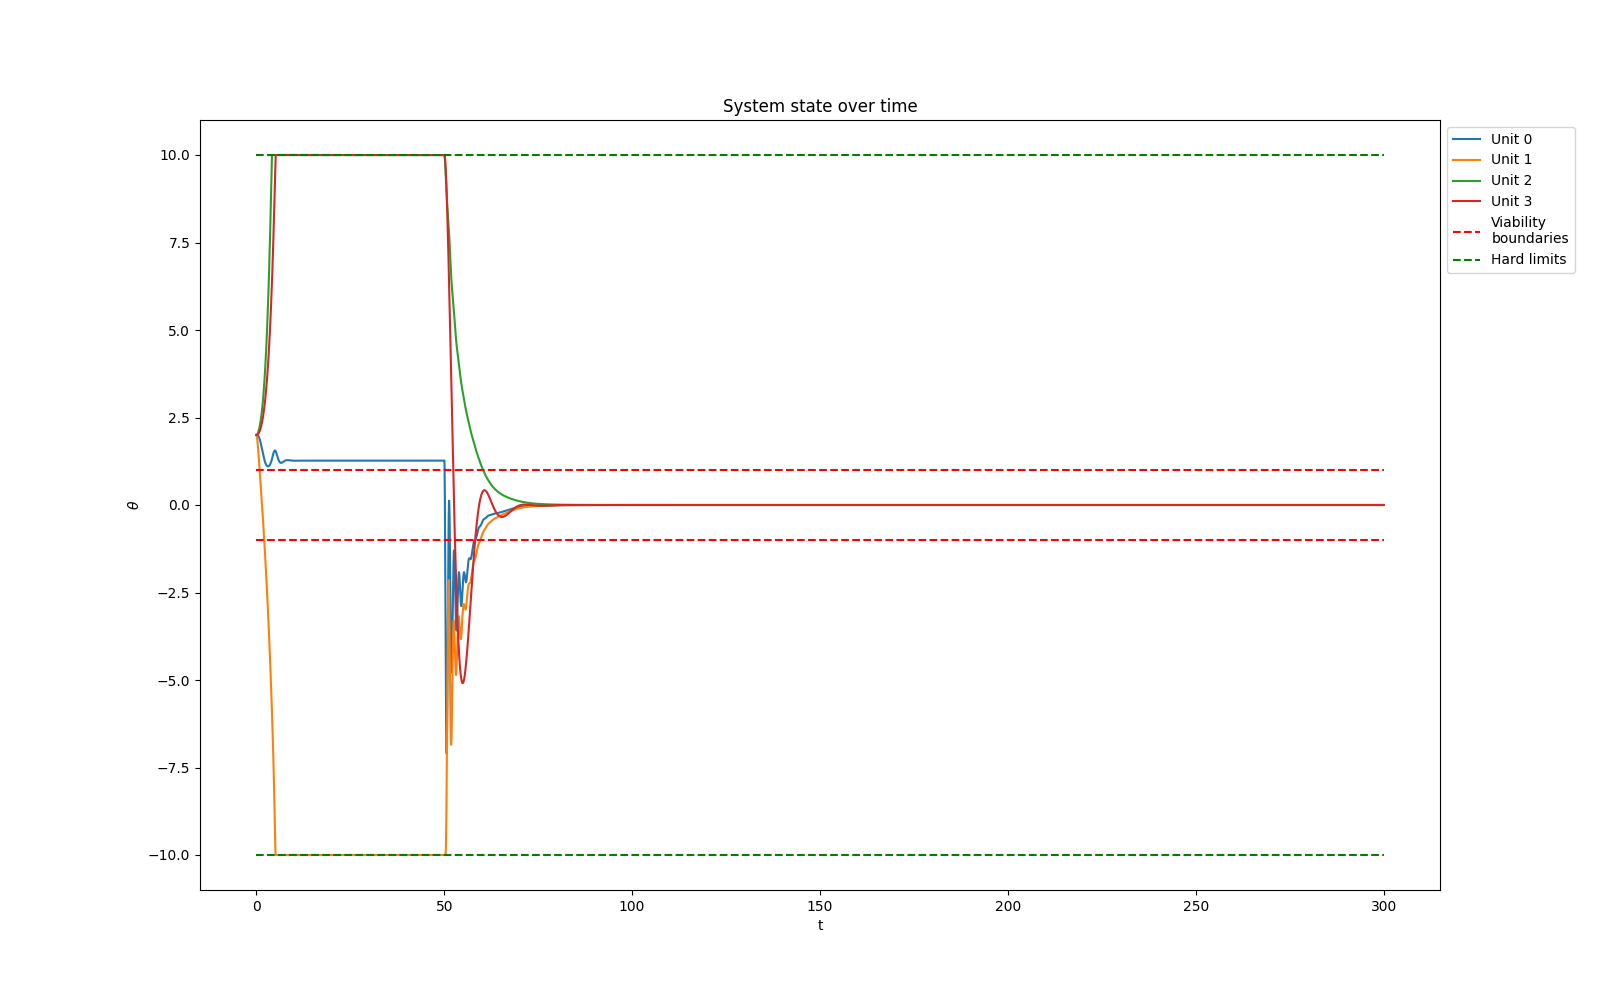 System state over time
10.0
7.5
5.0
2.5
0.0
−2.5
−5.0
−7.5
−10.0
θ
0
50
100
150
200
250
300
t
Unit 0
Unit 1
Unit 2
Unit 3
Viability
boundaries
Hard limits